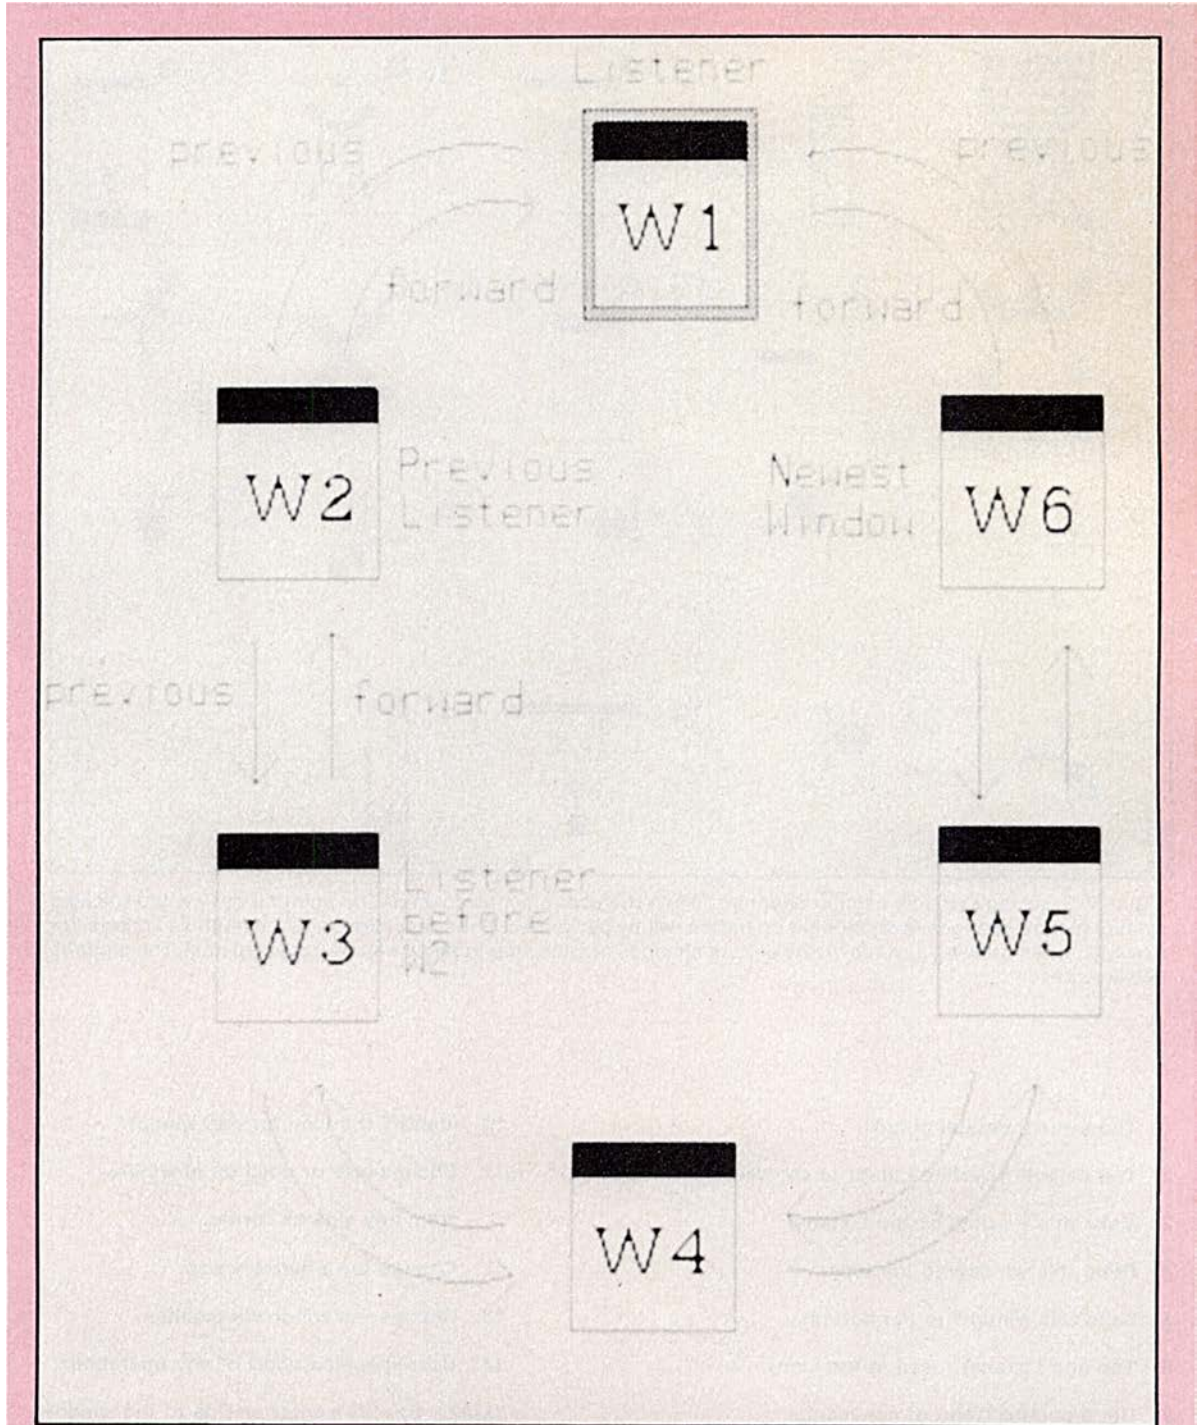 Listener
previous
previous
W1
forward
forward
W2
Previous
Listener
Newest
Window
W6
previous
forward
W3
Listener
before
W2
W5
W4